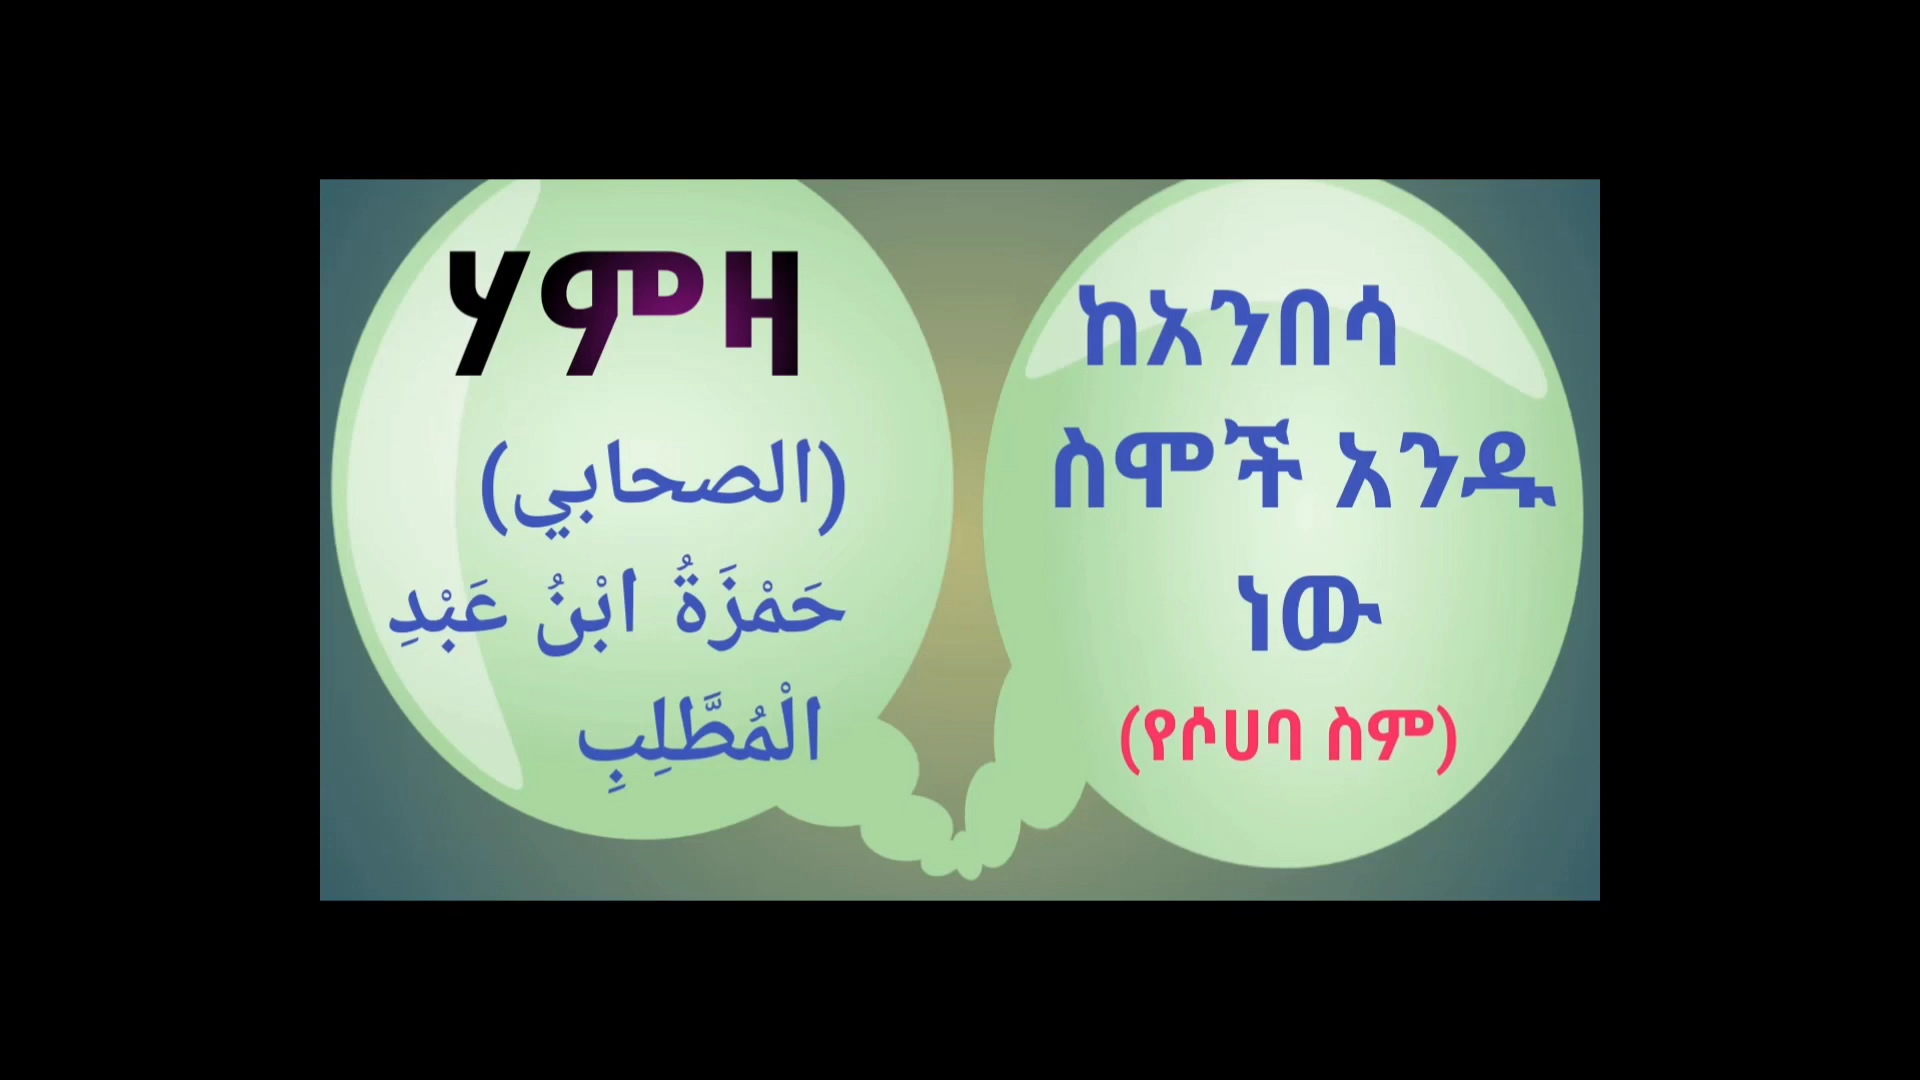 ሃምዛ
(الصحابي)
حَمْزَةُ ابْنُ عَبْدِ
الْمُطَّلِبِ
ከአንበሳ
ስሞች አንዱ
ነው
(የሶሀባ ስም)